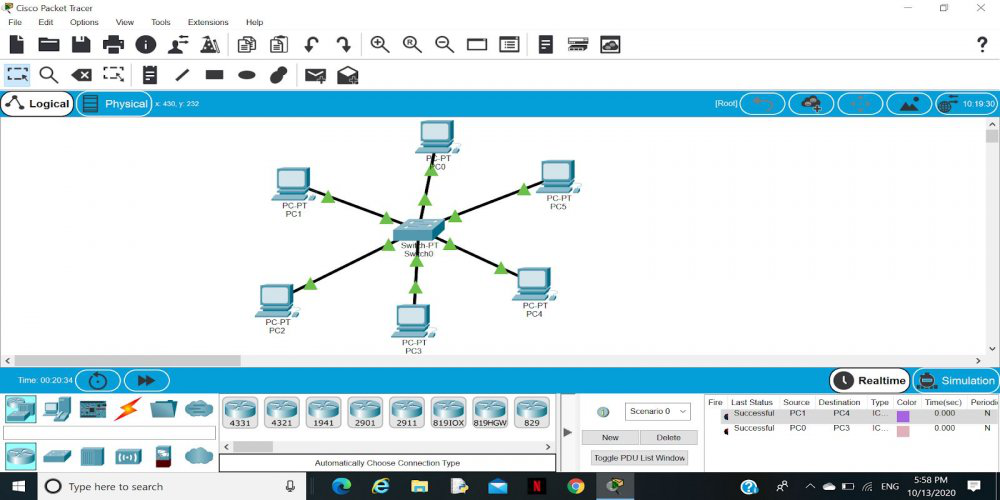 Cisco Packet Tracer
File Edit Options View Tools Extensions Help
Logical Physical x: 430, y: 232 [Root] 10:19:30
PC-PT
PC0
PC-PT
PC1
PC-PT
PC5
Switch-PT
Switch0
PC-PT
PC2
PC-PT
PC4
PC-PT
PC3
Time: 00:20:34 Realtime Simulation
4331 4321 1941 2901 2911 819IOX 819HGW 829
Automatically Choose Connection Type
Scenario 0
New Delete
Toggle PDU List Window
Fire Last Status Source Destination Type Color Time(sec) Periodi
Successful PC1 PC4 IC... 0.000 N
Successful PC0 PC3 IC... 0.000 N
Type here to search
ENG 5:58 PM
10/13/2020